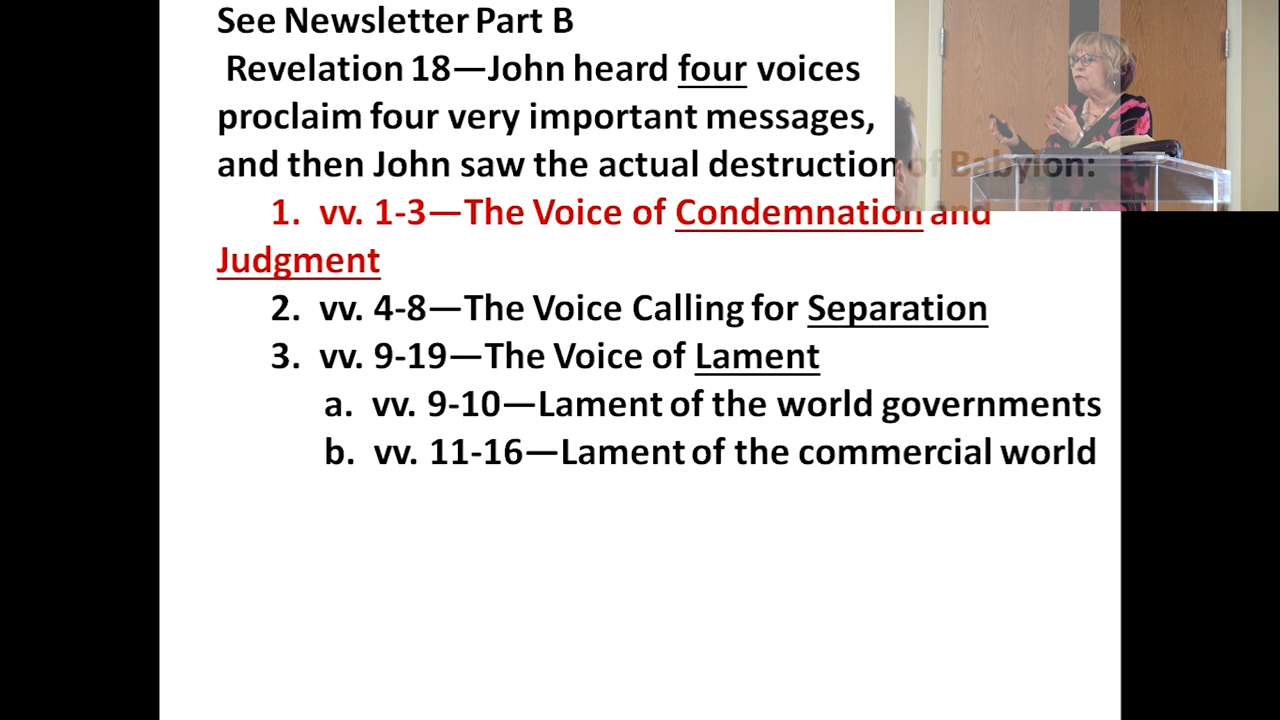 See Newsletter Part B
Revelation 18—John heard four voices
proclaim four very important messages,
and then John saw the actual destruction of Babylon:
1. vv. 1-3—The Voice of Condemnation and
Judgment
2. vv. 4-8—The Voice Calling for Separation
3. vv. 9-19—The Voice of Lament
a. vv. 9-10—Lament of the world governments
b. vv. 11-16—Lament of the commercial world